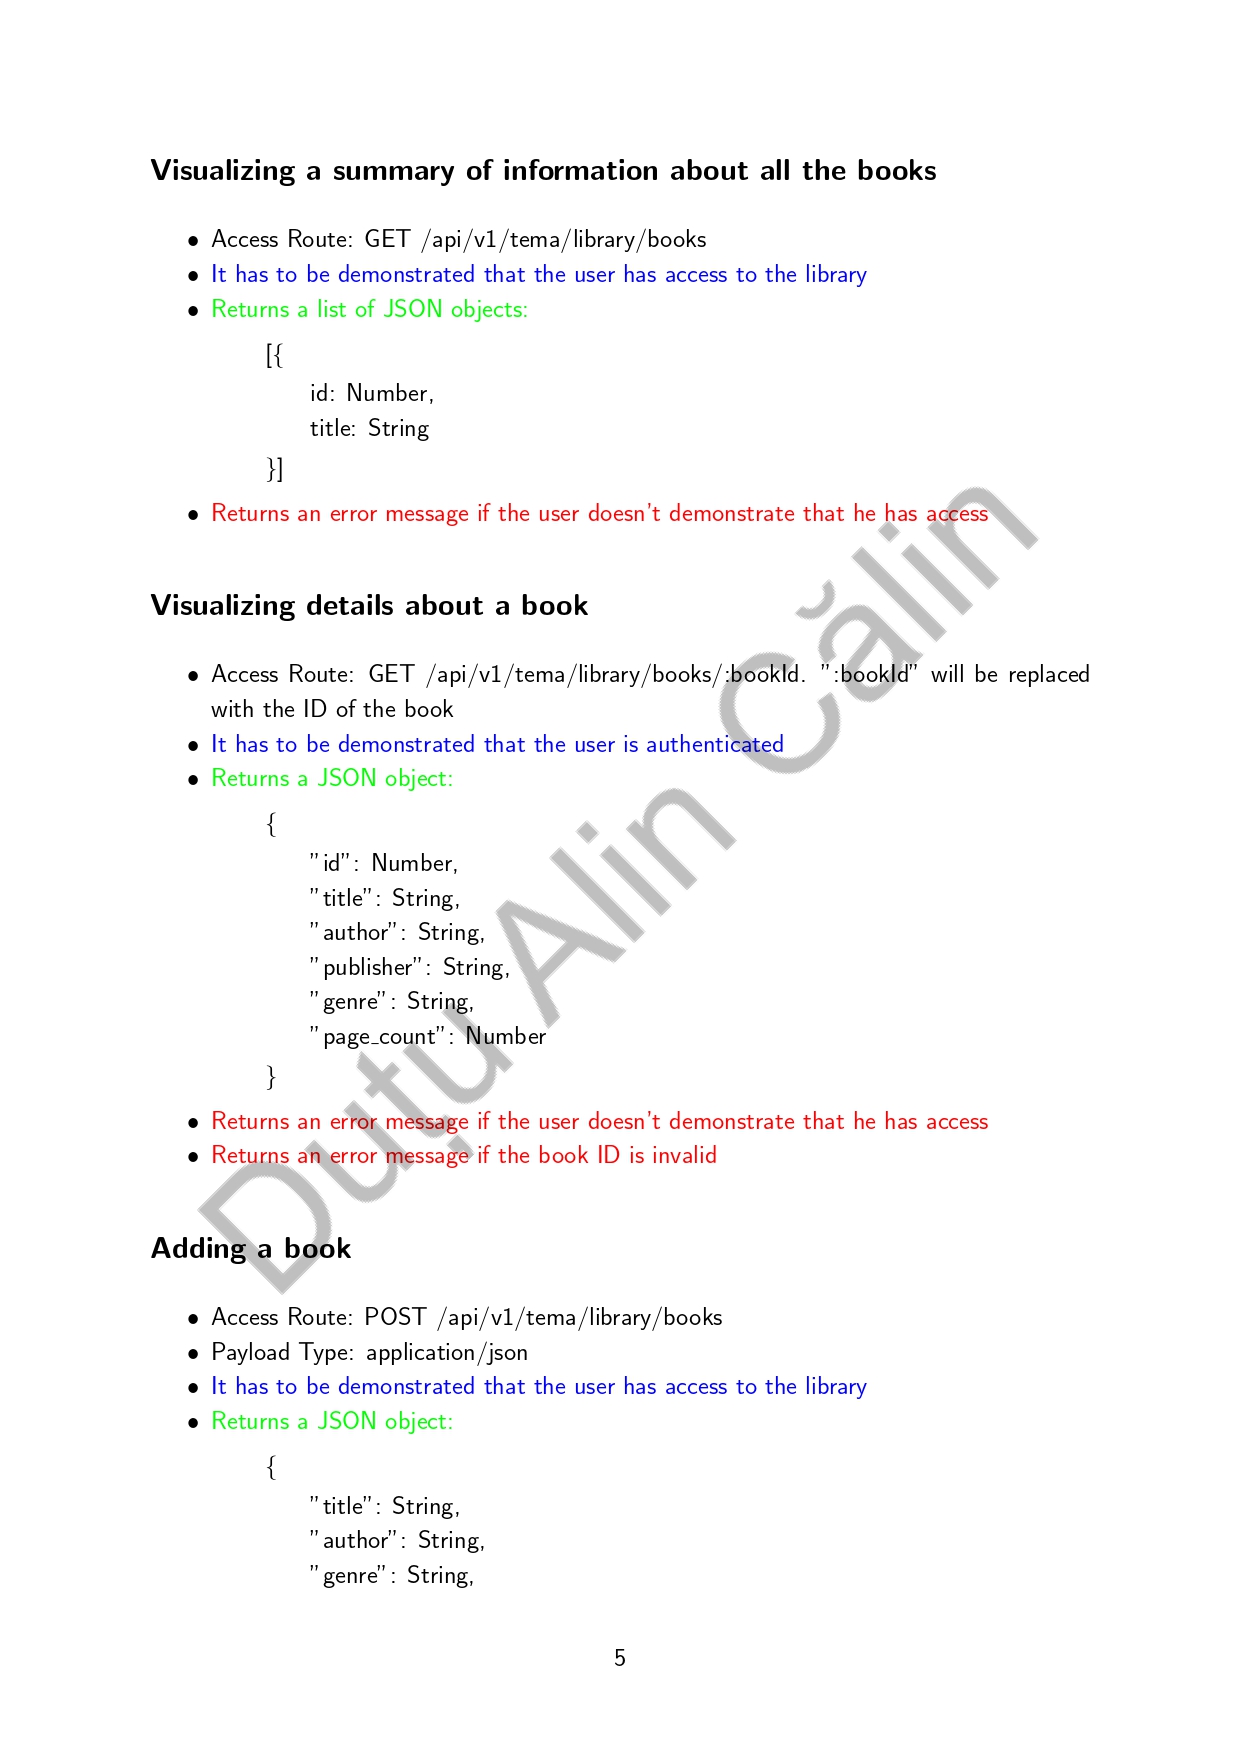 Visualizing a summary of information about all the books
• Access Route: GET /api/v1/tema/library/books
• It has to be demonstrated that the user has access to the library
• Returns a list of JSON objects:
[{
id: Number,
title: String
}]
• Returns an error message if the user doesn't demonstrate that he has access
Visualizing details about a book
• Access Route: GET /api/v1/tema/library/books/:bookId. ":bookId" will be replaced
with the ID of the book
• It has to be demonstrated that the user is authenticated
• Returns a JSON object:
{
"id": Number,
"title": String,
"author": String,
"publisher": String,
"genre": String,
"page_count": Number
}
• Returns an error message if the user doesn't demonstrate that he has access
• Returns an error message if the book ID is invalid
Adding a book
• Access Route: POST /api/v1/tema/library/books
• Payload Type: application/json
• It has to be demonstrated that the user has access to the library
• Returns a JSON object:
{
"title": String,
"author": String,
"genre": String,
5
Duțu Alin Călin